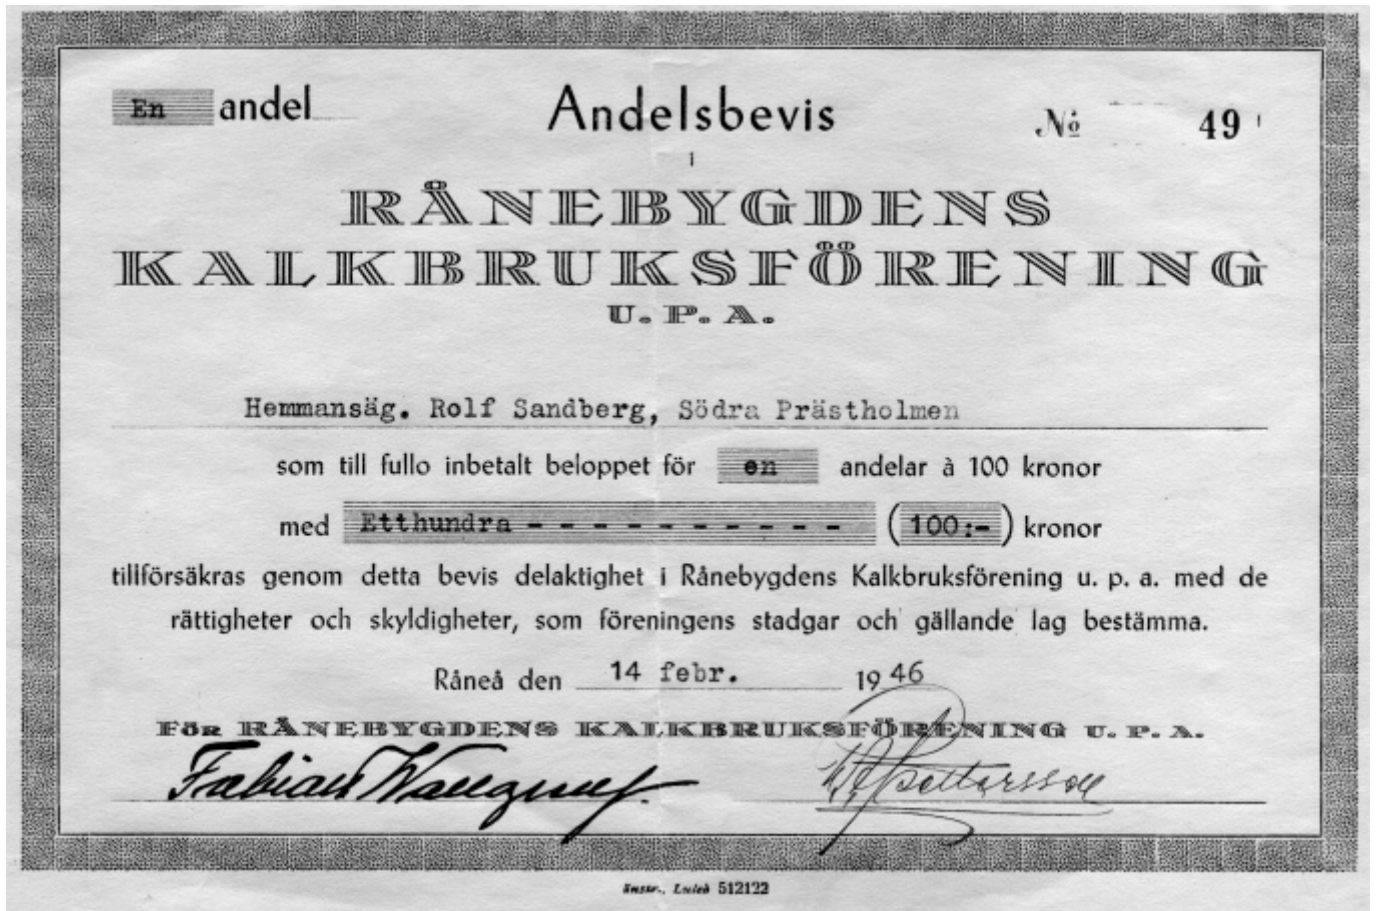 En andel Andelsbevis No 49
i
RÅNEBYGDENS
KALKBRUKSFÖRENING
U. P. A.
Hemmansäg. Rolf Sandberg, Södra Prästholmen
som till fullo inbetalt beloppet för en andelar à 100 kronor
med Etthundra - - - - - - - - - - (100:-) kronor
tillförsäkras genom detta bevis delaktighet i Rånebygdens Kalkbruksförening u. p. a. med de
rättigheter och skyldigheter, som föreningens stadgar och gällande lag bestämma.
Råneå den 14 febr. 1946
FÖR RÅNEBYGDENS KALKBRUKSFÖRENING U. P. A.
Fabian Pettersson
Luleå 512122